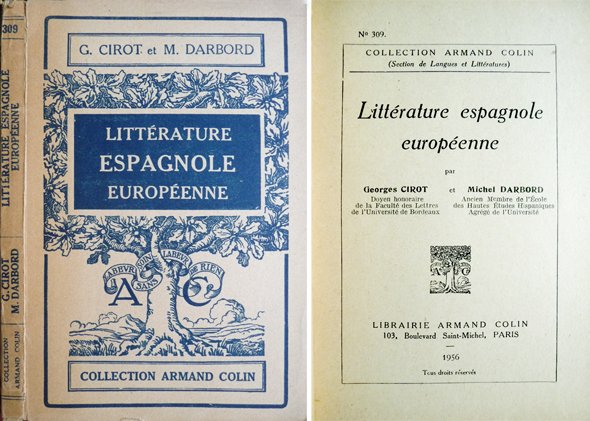 309
LITTÉRATURE ESPAGNOLE
EUROPÉENNE
G. CIROT
M. DARBORD
COLLECTION
ARMAND COLIN
G. CIROT et M. DARBORD
LITTÉRATURE
ESPAGNOLE
EUROPÉENNE
LABEUR SANS SOING
LABEUR DE RIEN
A C
COLLECTION ARMAND COLIN
Nº 309.
COLLECTION ARMAND COLIN
(Section de Langues et Littératures)
Littérature espagnole
européenne
par
Georges CIROT et Michel DARBORD
Doyen honoraire Ancien Membre de l'École
de la Faculté des Lettres des Hautes Études Hispaniques
de l'Université de Bordeaux Agrégé de l'Université
A C
LIBRAIRIE ARMAND COLIN
103, Boulevard Saint-Michel, PARIS
1956
Tous droits réservés